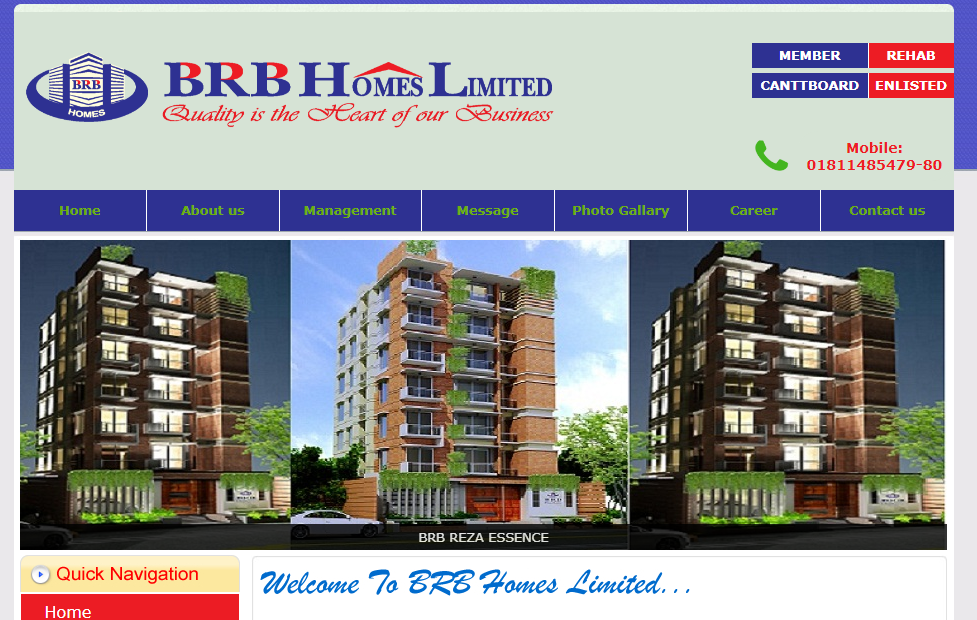 BRB
HOMES
BRB HOMES LIMITED
Quality is the Heart of our Business
MEMBER REHAB
CANTTBOARD ENLISTED
Mobile:
01811485479-80
Home About us Management Message Photo Gallary Career Contact us
BRB REZA ESSENCE
Quick Navigation
Home
Welcome To BRB Homes Limited...